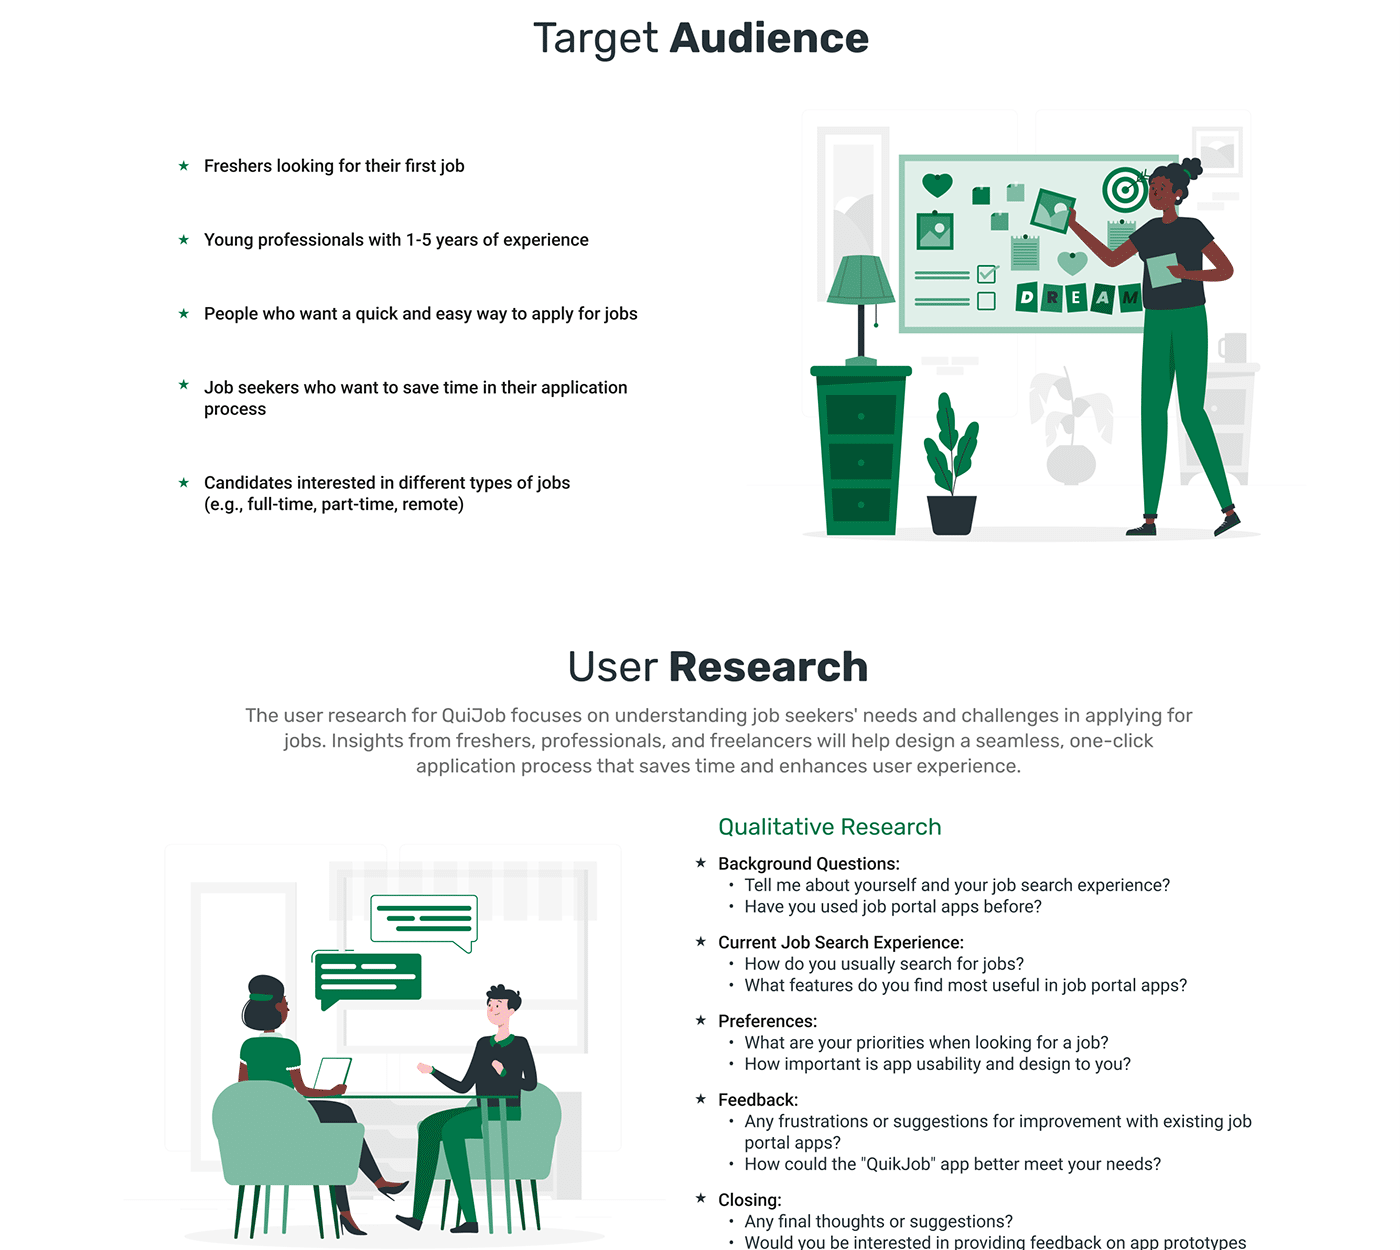 Target Audience
★ Freshers looking for their first job
★ Young professionals with 1-5 years of experience
★ People who want a quick and easy way to apply for jobs
★ Job seekers who want to save time in their application
process
★ Candidates interested in different types of jobs
(e.g., full-time, part-time, remote)
DREAM
User Research
The user research for QuiJob focuses on understanding job seekers' needs and challenges in applying for
jobs. Insights from freshers, professionals, and freelancers will help design a seamless, one-click
application process that saves time and enhances user experience.
Qualitative Research
★ Background Questions:
• Tell me about yourself and your job search experience?
• Have you used job portal apps before?
★ Current Job Search Experience:
• How do you usually search for jobs?
• What features do you find most useful in job portal apps?
★ Preferences:
• What are your priorities when looking for a job?
• How important is app usability and design to you?
★ Feedback:
• Any frustrations or suggestions for improvement with existing job
portal apps?
• How could the "QuikJob" app better meet your needs?
★ Closing:
• Any final thoughts or suggestions?
• Would you be interested in providing feedback on app prototypes